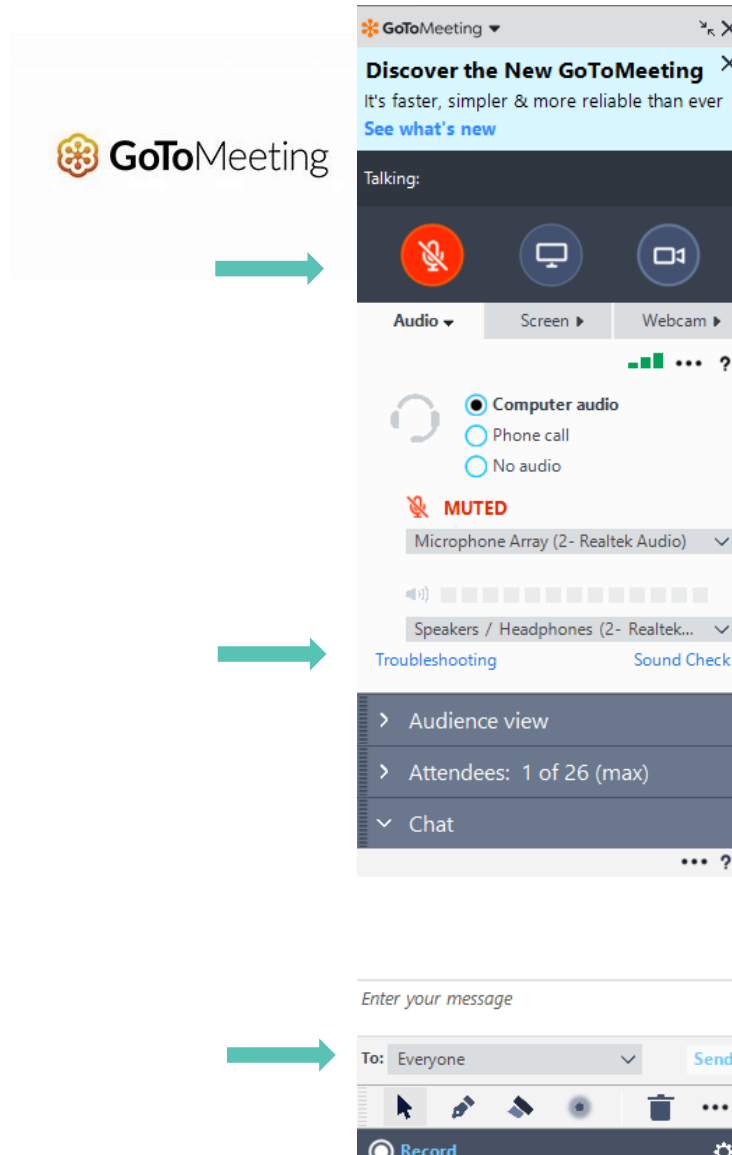 GoToMeeting
GoToMeeting
Discover the New GoToMeeting
It's faster, simpler & more reliable than ever
See what's new
Talking:
Audio Screen Webcam
?
Computer audio
Phone call
No audio
MUTED
Microphone Array (2- Realtek Audio)
Speakers / Headphones (2- Realtek...
Troubleshooting Sound Check
Audience view
Attendees: 1 of 26 (max)
Chat
?
Enter your message
To: Everyone Send
Record